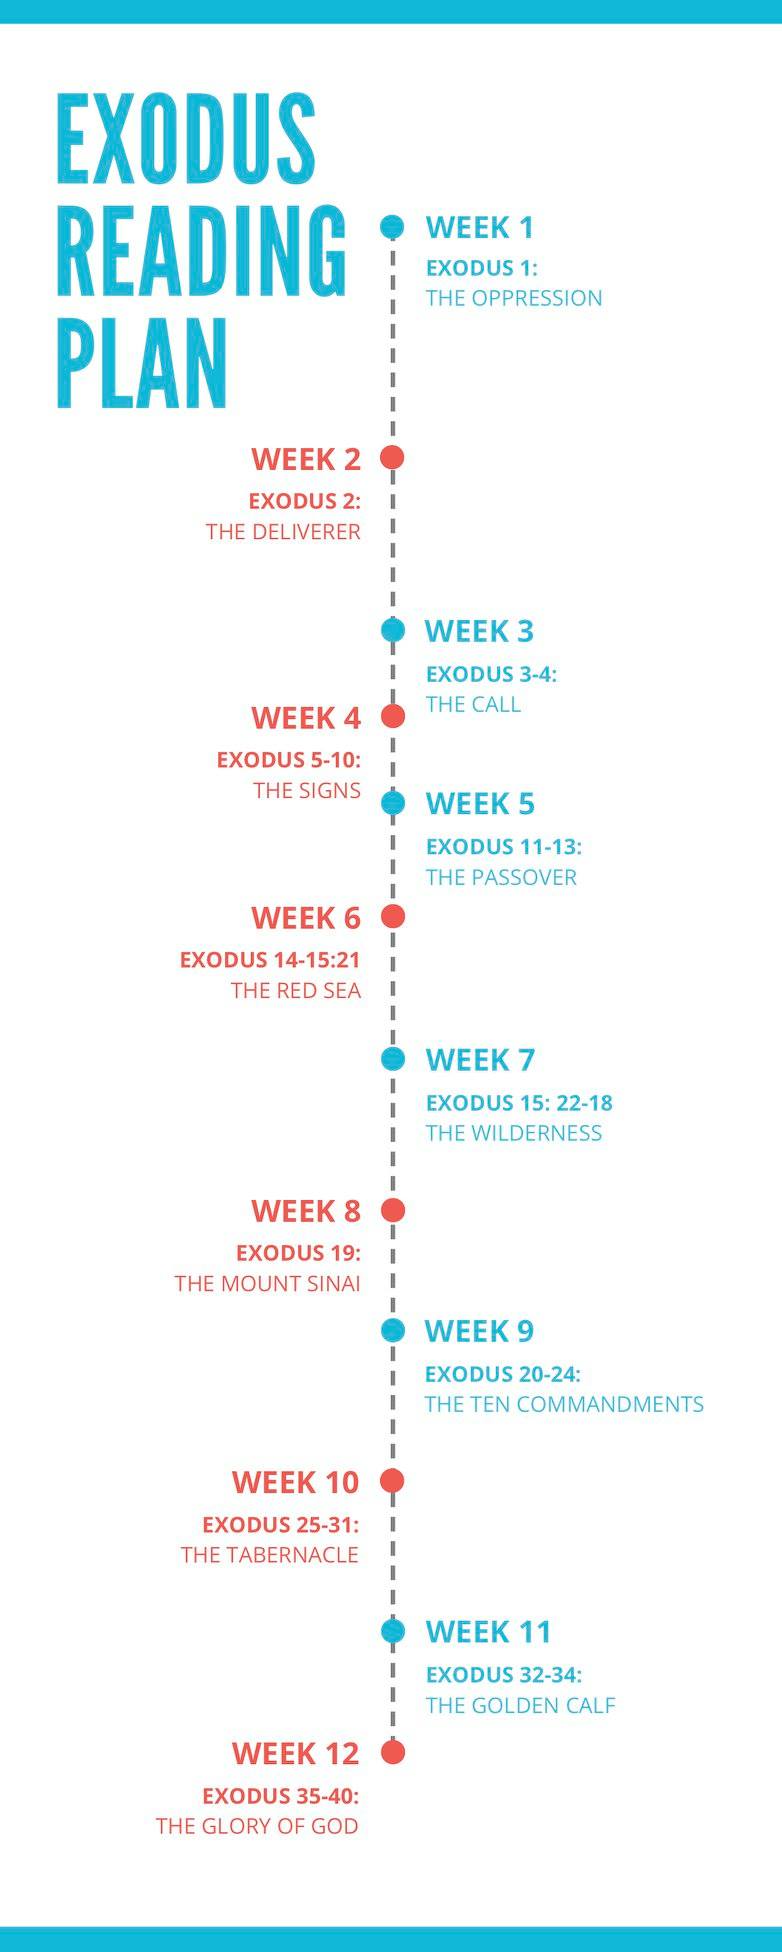 EXODUS
READING
PLAN
WEEK 1
EXODUS 1:
THE OPPRESSION
WEEK 2
EXODUS 2:
THE DELIVERER
WEEK 3
EXODUS 3-4:
THE CALL
WEEK 4
EXODUS 5-10:
THE SIGNS
WEEK 5
EXODUS 11-13:
THE PASSOVER
WEEK 6
EXODUS 14-15:21
THE RED SEA
WEEK 7
EXODUS 15: 22-18
THE WILDERNESS
WEEK 8
EXODUS 19:
THE MOUNT SINAI
WEEK 9
EXODUS 20-24:
THE TEN COMMANDMENTS
WEEK 10
EXODUS 25-31:
THE TABERNACLE
WEEK 11
EXODUS 32-34:
THE GOLDEN CALF
WEEK 12
EXODUS 35-40:
THE GLORY OF GOD